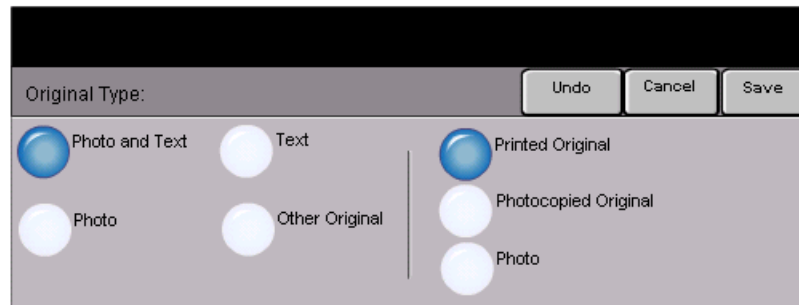 Original Type:
Undo
Cancel
Save
Photo and Text
Text
Printed Original
Photocopied Original
Photo
Other Original
Photo